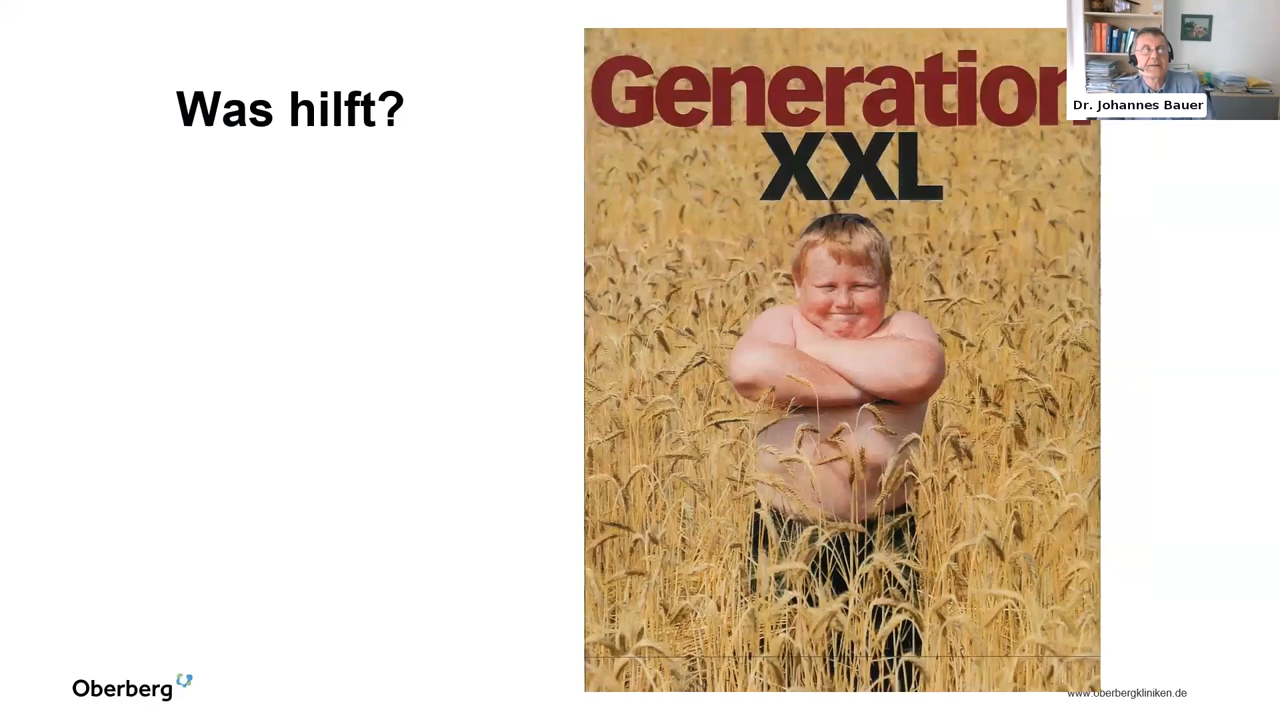 Was hilft?
Generation
XXL
Dr. Johannes Bauer
Oberberg
www.oberbergkliniken.de